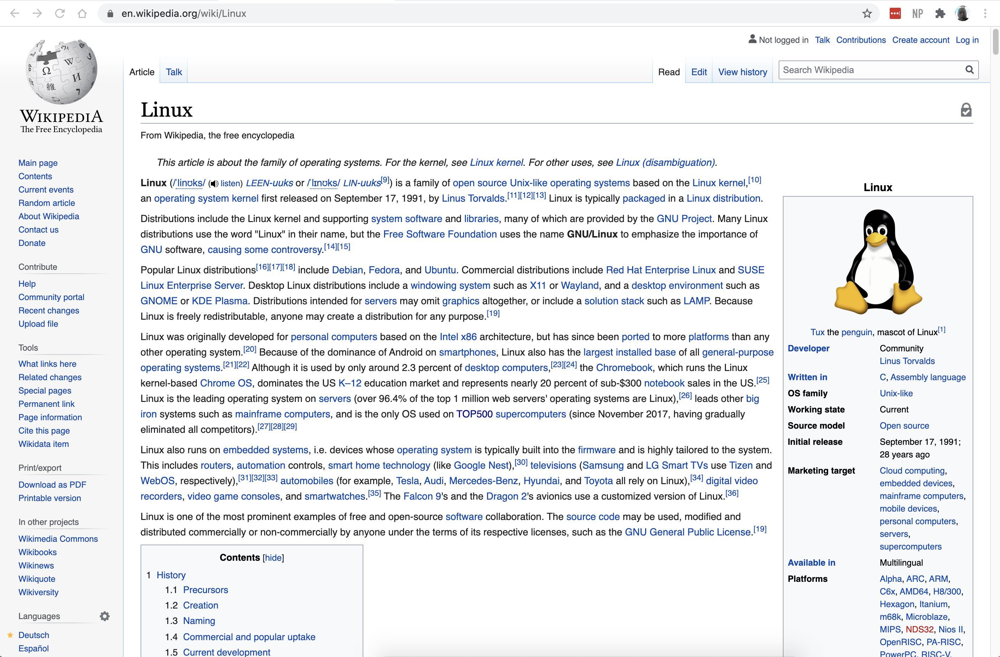 en.wikipedia.org/wiki/Linux
NP
Not logged in Talk Contributions Create account Log in
Article Talk
Read Edit View history
Search Wikipedia
WIKIPEDIA
The Free Encyclopedia
Main page
Contents
Current events
Random article
About Wikipedia
Contact us
Donate
Contribute
Help
Community portal
Recent changes
Upload file
Tools
What links here
Related changes
Special pages
Permanent link
Page information
Cite this page
Wikidata item
Print/export
Download as PDF
Printable version
In other projects
Wikimedia Commons
Wikibooks
Wikinews
Wikiquote
Wikiversity
Languages
Deutsch
Español
Linux
From Wikipedia, the free encyclopedia
This article is about the family of operating systems. For the kernel, see Linux kernel. For other uses, see Linux (disambiguation).
Linux (/ˈlinʊks/ (listen) LEEN-uuks or /ˈlɪnʊks/ LIN-uuks[9]) is a family of open source Unix-like operating systems based on the Linux kernel,[10]
an operating system kernel first released on September 17, 1991, by Linus Torvalds.[11][12][13] Linux is typically packaged in a Linux distribution.
Distributions include the Linux kernel and supporting system software and libraries, many of which are provided by the GNU Project. Many Linux
distributions use the word "Linux" in their name, but the Free Software Foundation uses the name GNU/Linux to emphasize the importance of
GNU software, causing some controversy.[14][15]
Popular Linux distributions[16][17][18] include Debian, Fedora, and Ubuntu. Commercial distributions include Red Hat Enterprise Linux and SUSE
Linux Enterprise Server. Desktop Linux distributions include a windowing system such as X11 or Wayland, and a desktop environment such as
GNOME or KDE Plasma. Distributions intended for servers may omit graphics altogether, or include a solution stack such as LAMP. Because
Linux is freely redistributable, anyone may create a distribution for any purpose.[19]
Linux was originally developed for personal computers based on the Intel x86 architecture, but has since been ported to more platforms than any
other operating system.[20] Because of the dominance of Android on smartphones, Linux also has the largest installed base of all general-purpose
operating systems.[21][22] Although it is used by only around 2.3 percent of desktop computers,[23][24] the Chromebook, which runs the Linux
kernel-based Chrome OS, dominates the US K–12 education market and represents nearly 20 percent of sub-$300 notebook sales in the US.[25]
Linux is the leading operating system on servers (over 96.4% of the top 1 million web servers' operating systems are Linux),[26] leads other big
iron systems such as mainframe computers, and is the only OS used on TOP500 supercomputers (since November 2017, having gradually
eliminated all competitors).[27][28][29]
Linux also runs on embedded systems, i.e. devices whose operating system is typically built into the firmware and is highly tailored to the system.
This includes routers, automation controls, smart home technology (like Google Nest),[30] televisions (Samsung and LG Smart TVs use Tizen and
WebOS, respectively),[31][32][33] automobiles (for example, Tesla, Audi, Mercedes-Benz, Hyundai, and Toyota all rely on Linux),[34] digital video
recorders, video game consoles, and smartwatches.[35] The Falcon 9's and the Dragon 2's avionics use a customized version of Linux.[36]
Linux is one of the most prominent examples of free and open-source software collaboration. The source code may be used, modified and
distributed commercially or non-commercially by anyone under the terms of its respective licenses, such as the GNU General Public License.[19]
Contents [hide]
1 History
1.1 Precursors
1.2 Creation
1.3 Naming
1.4 Commercial and popular uptake
1.5 Current development
Linux
Tux the penguin, mascot of Linux[1]
Developer Community
Linus Torvalds
Written in C, Assembly language
OS family Unix-like
Working state Current
Source model Open source
Initial release September 17, 1991;
28 years ago
Marketing target Cloud computing,
embedded devices,
mainframe computers,
mobile devices,
personal computers,
servers,
supercomputers
Available in Multilingual
Platforms Alpha, ARC, ARM,
C6x, AMD64, H8/300,
Hexagon, Itanium,
m68k, Microblaze,
MIPS, NDS32, Nios II,
OpenRISC, PA-RISC,
PowerPC, RISC-V,